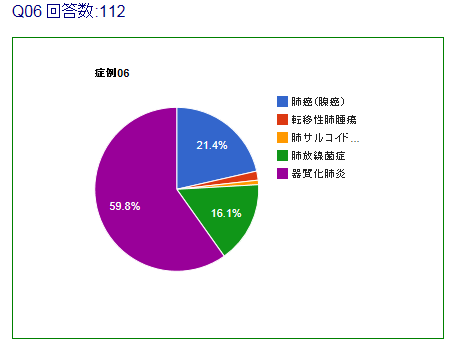 Q06 回答数:112
症例06
肺癌(腺癌)
転移性肺腫瘍
肺サルコイド...
肺放線菌症
器質化肺炎
21.4%
16.1%
59.8%